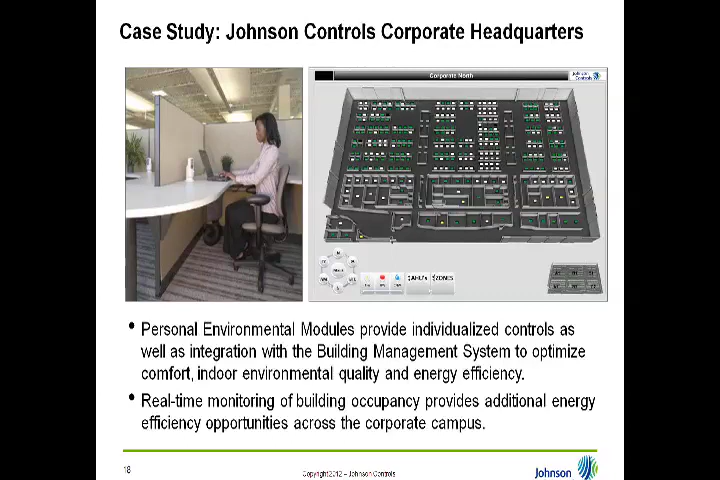 Case Study: Johnson Controls Corporate Headquarters
Corporate North
Johnson
Controls
AHU's
ZONES
• Personal Environmental Modules provide individualized controls as
well as integration with the Building Management System to optimize
comfort, indoor environmental quality and energy efficiency.
• Real-time monitoring of building occupancy provides additional energy
efficiency opportunities across the corporate campus.
18
Copyright 2012 – Johnson Controls
Johnson